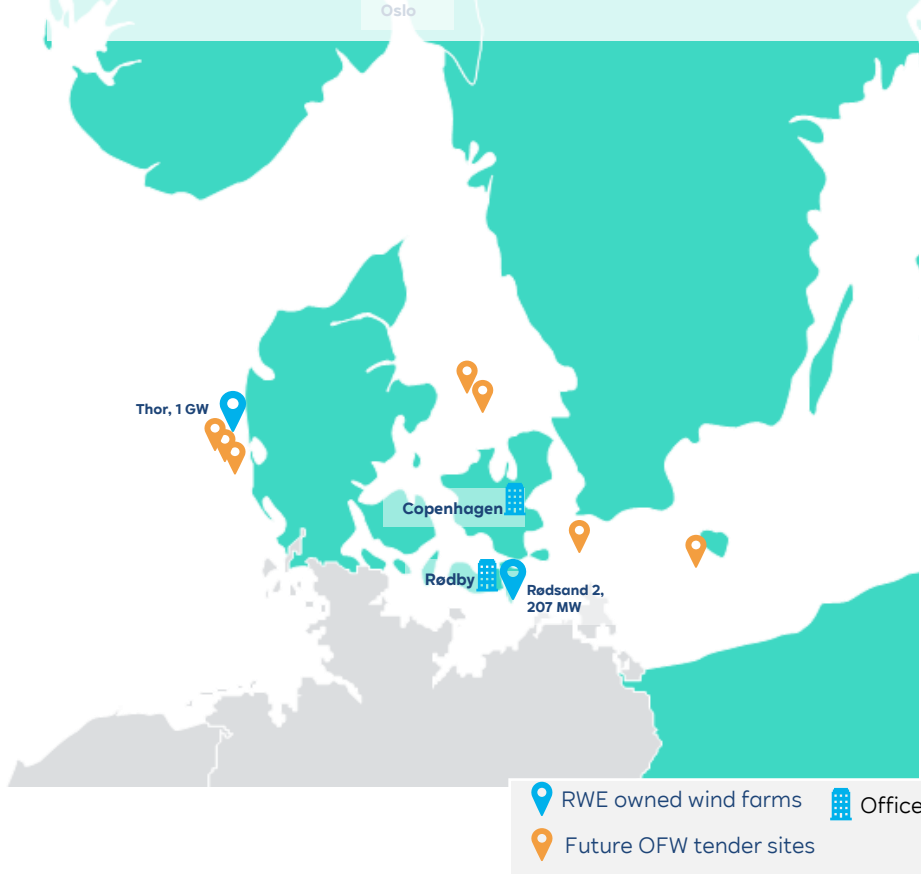 Oslo
Thor, 1 GW
Copenhagen
Rødby
Rødsand 2,
207 MW
RWE owned wind farms
Office
Future OFW tender sites